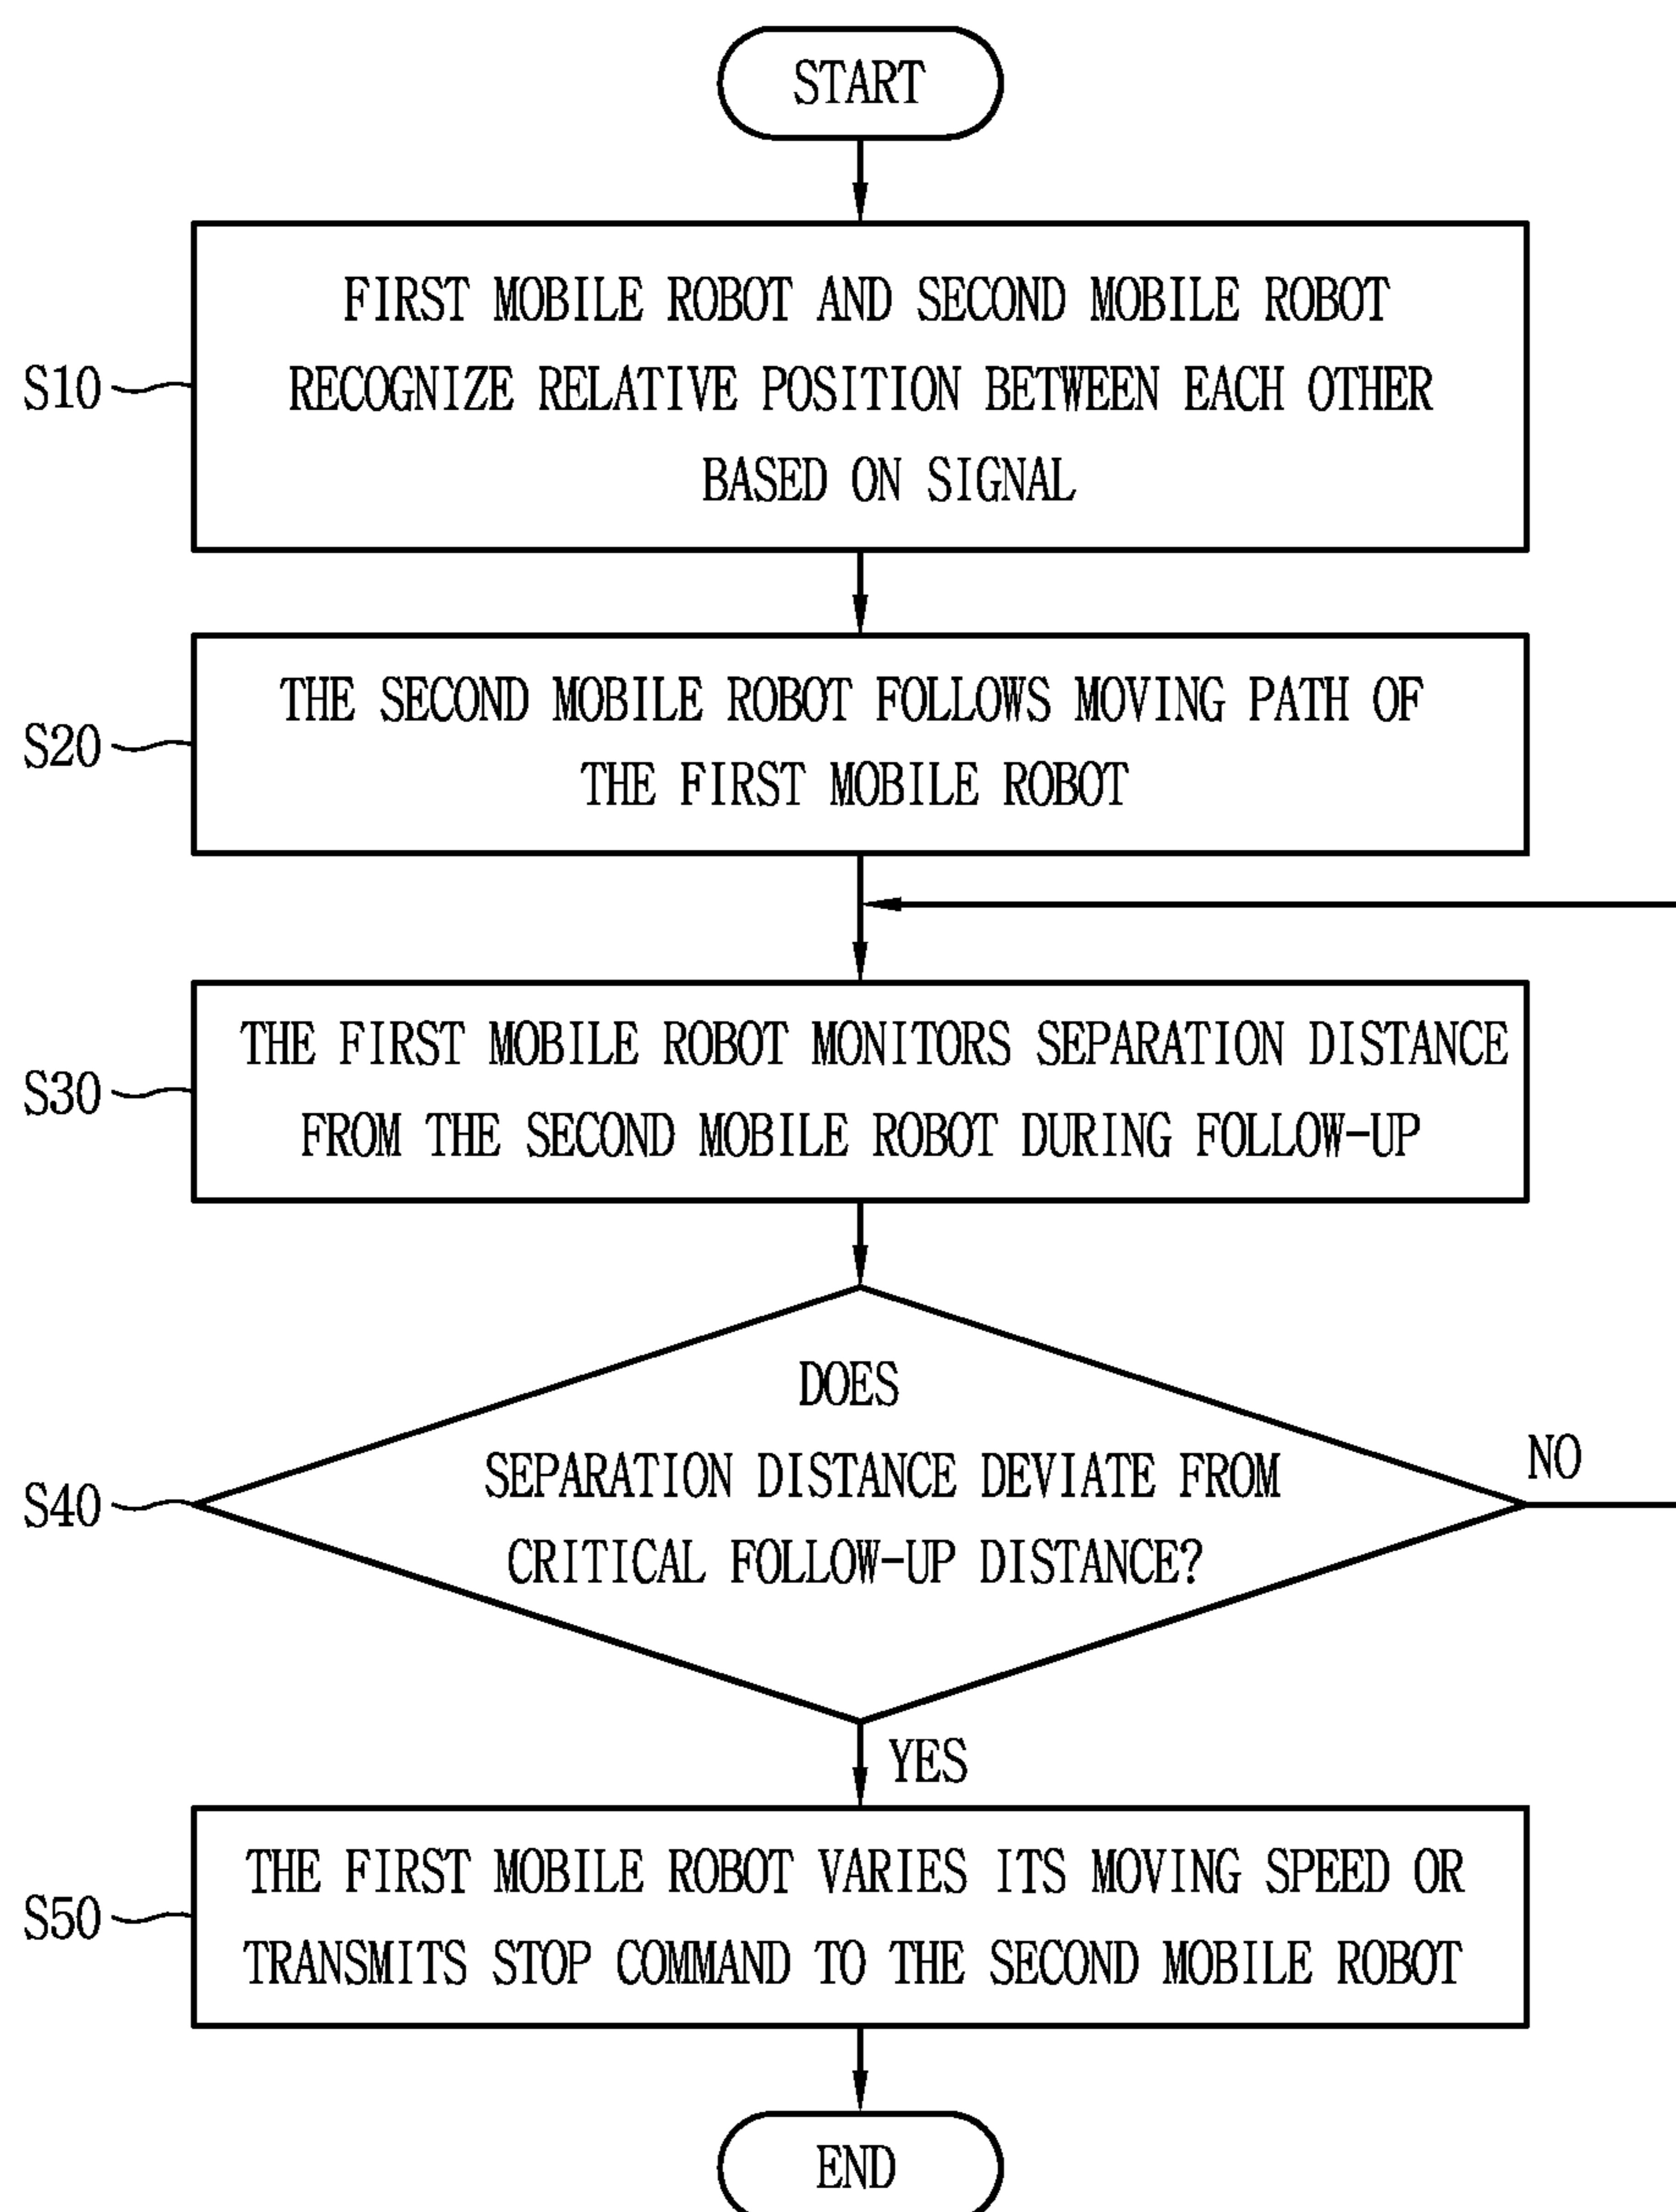 START
FIRST MOBILE ROBOT AND SECOND MOBILE ROBOT
RECOGNIZE RELATIVE POSITION BETWEEN EACH OTHER
BASED ON SIGNAL
S10
THE SECOND MOBILE ROBOT FOLLOWS MOVING PATH OF
THE FIRST MOBILE ROBOT
S20
THE FIRST MOBILE ROBOT MONITORS SEPARATION DISTANCE
FROM THE SECOND MOBILE ROBOT DURING FOLLOW-UP
S30
DOES
SEPARATION DISTANCE DEVIATE FROM
CRITICAL FOLLOW-UP DISTANCE?
S40
NO
YES
THE FIRST MOBILE ROBOT VARIES ITS MOVING SPEED OR
TRANSMITS STOP COMMAND TO THE SECOND MOBILE ROBOT
S50
END